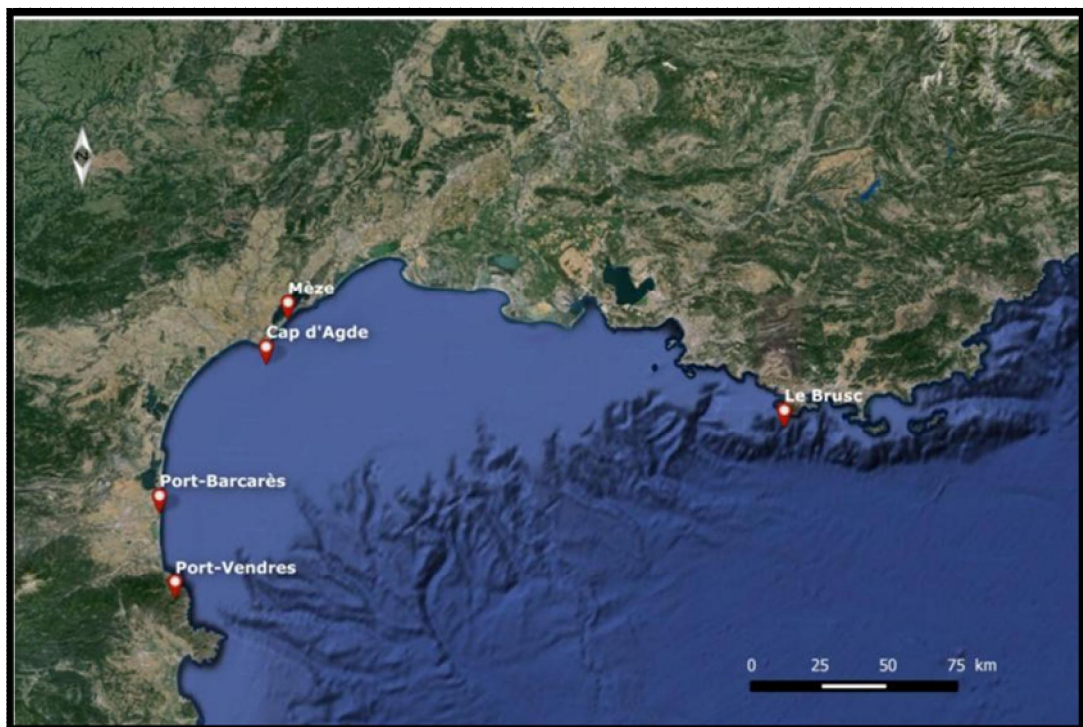 N
Mèze
Cap d'Agde
Le Brusc
Port-Barcarès
Port-Vendres
0 25 50 75 km